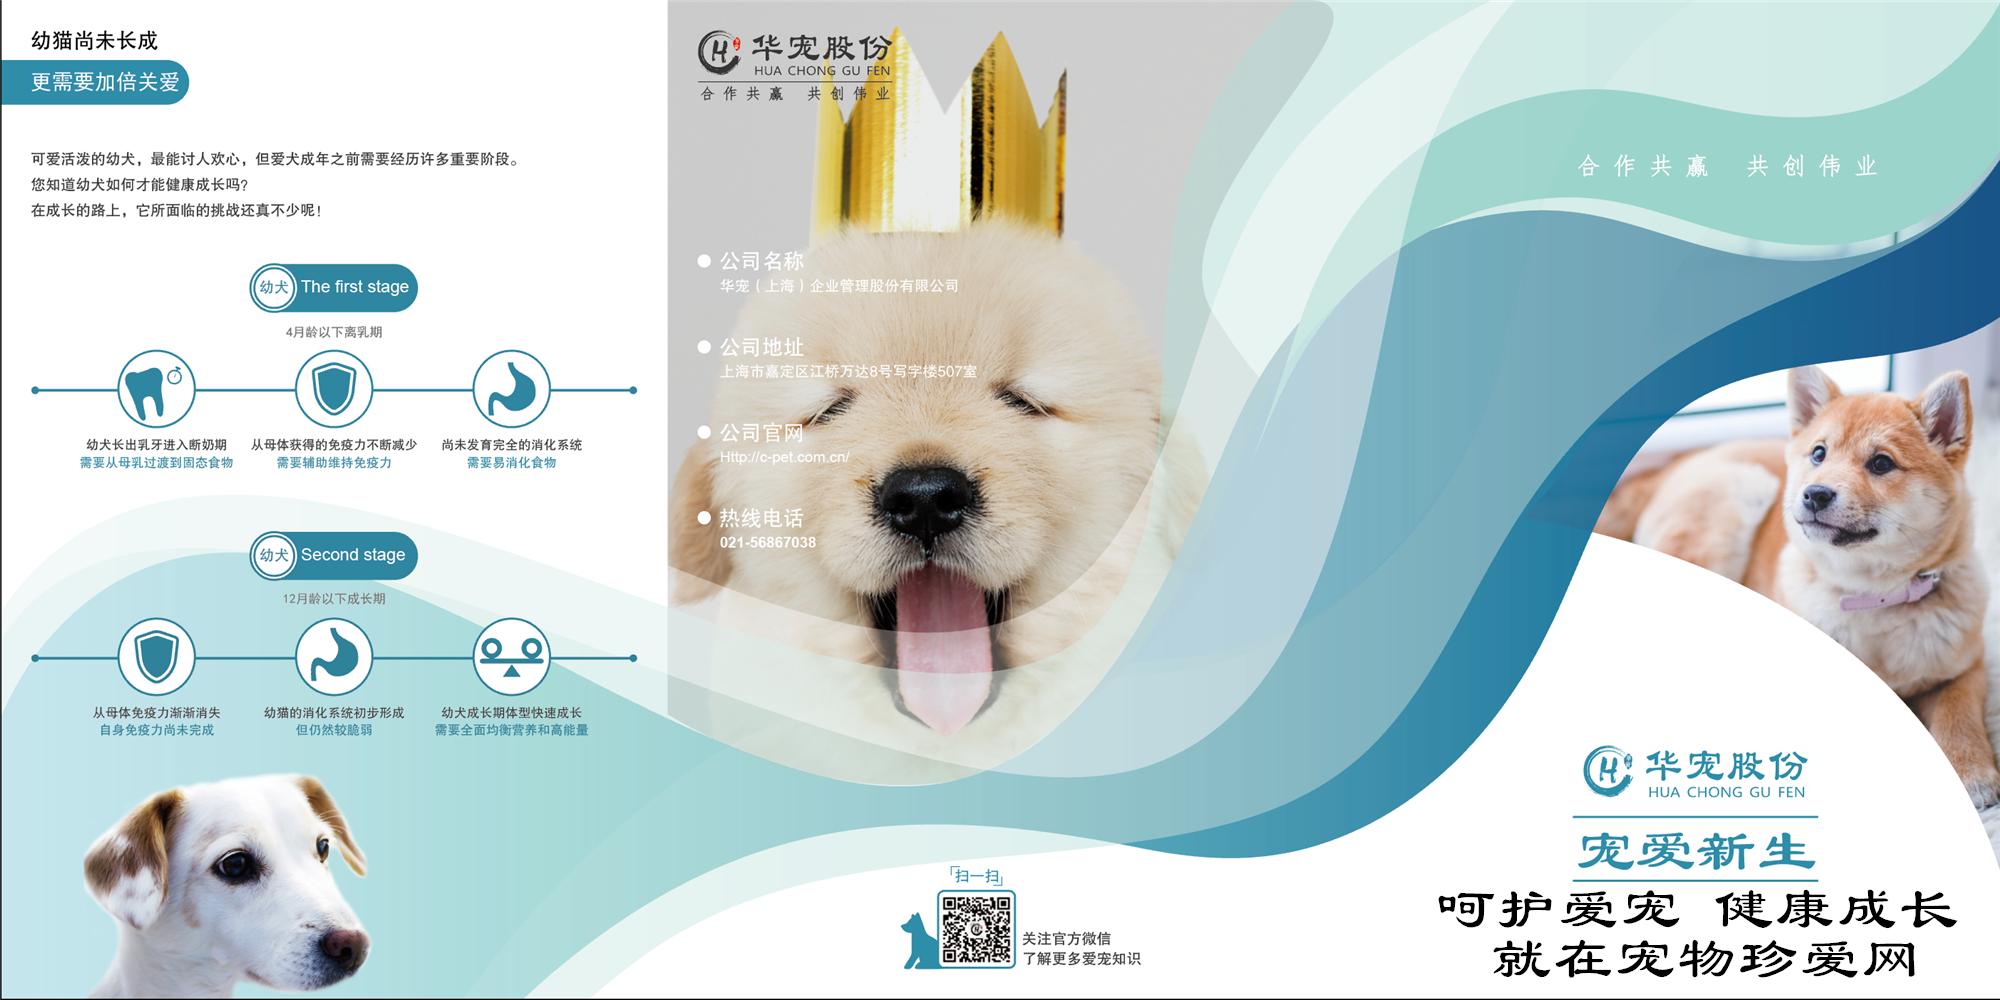 幼猫尚未长成
更需要加倍关爱
可爱活泼的幼犬，最能讨人欢心，但爱犬成年之前需要经历许多重要阶段。
您知道幼犬如何才能健康成长吗?
在成长的路上，它所面临的挑战还真不少呢!
幼犬 The first stage
4月龄以下离乳期
幼犬长出乳牙进入断奶期
需要从母乳过渡到固态食物
从母体获得的免疫力不断减少
需要辅助维持免疫力
尚未发育完全的消化系统
需要易消化食物
幼犬 Second stage
12月龄以下成长期
从母体免疫力渐渐消失
自身免疫力尚未完成
幼猫的消化系统初步形成
但仍然较脆弱
幼犬成长期体型快速成长
需要全面均衡营养和高能量
华宠股份
HUA CHONG GU FEN
合作共赢 共创伟业
公司名称
华宠（上海）企业管理股份有限公司
公司地址
上海市嘉定区江桥万达8号写字楼507室
公司官网
Http://c-pet.com.cn/
热线电话
021-56867038
「扫一扫」
关注官方微信
了解更多爱宠知识
合作共赢 共创伟业
华宠股份
HUA CHONG GU FEN
宠爱新生
呵护爱宠 健康成长
就在宠物珍爱网